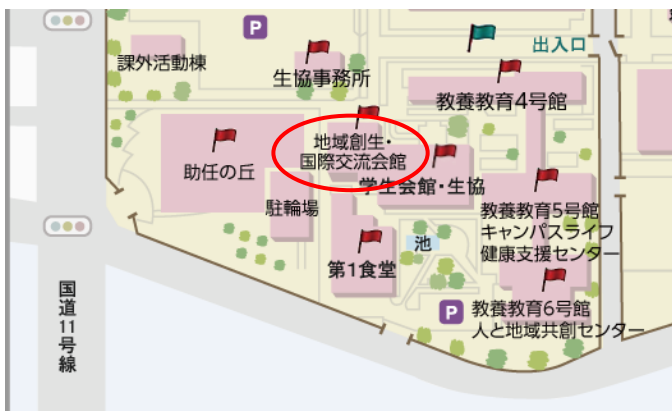 P
出入口
課外活動棟
生協事務所
教養教育4号館
地域創生・
国際交流会館
助任の丘
学生会館・生協
駐輪場
教養教育5号館
キャンパスライフ
健康支援センター
池
第1食堂
国道11号線
P
教養教育6号館
人と地域共創センター